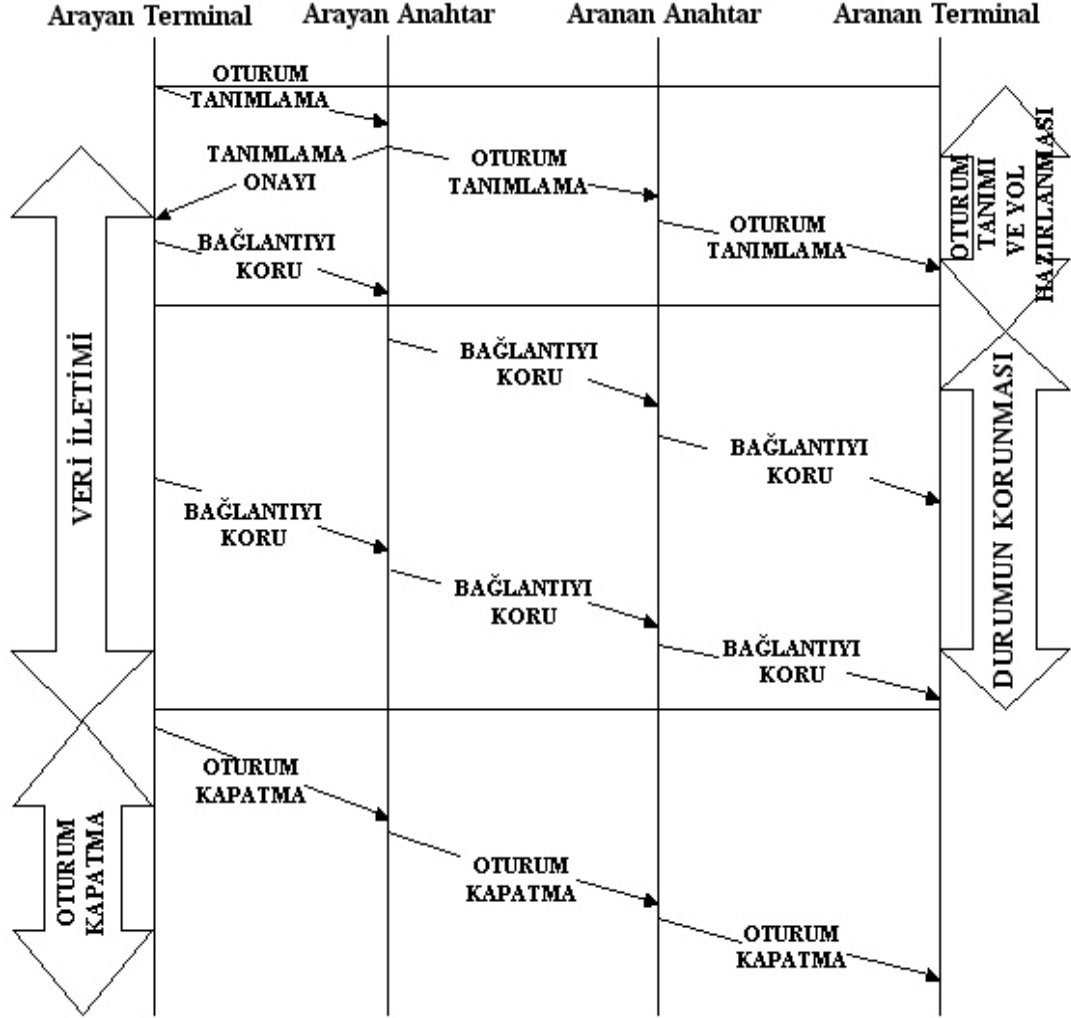 Arayan Terminal Arayan Anahtar Aranan Anahtar Aranan Terminal
OTURUM
TANIMLAMA
TANIMLAMA
ONAYI
OTURUM
TANIMLAMA
OTURUM
TANIMLAMA
BAĞLANTIYI
KORU
OTURUM
TANIMI
VE YOL
HAZIRLANMASI
VERİ İLETİMİ
BAĞLANTIYI
KORU
BAĞLANTIYI
KORU
BAĞLANTIYI
KORU
BAĞLANTIYI
KORU
BAĞLANTIYI
KORU
DURUMUN KORUNMASI
OTURUM
KAPATMA
OTURUM
KAPATMA
OTURUM
KAPATMA
OTURUM
KAPATMA